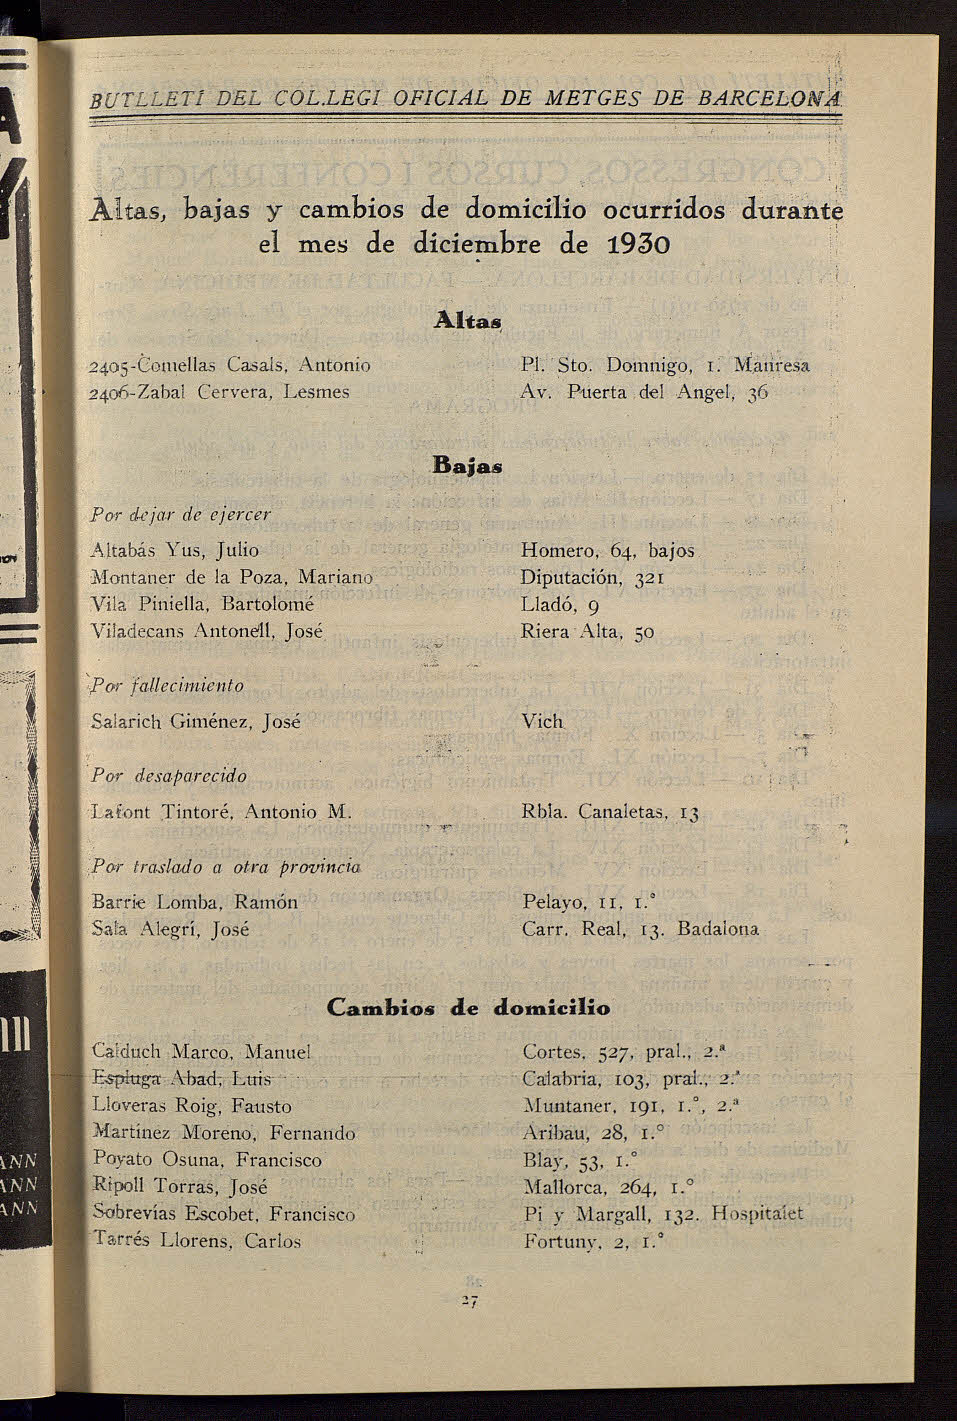 BUTLLETÍ DEL COL.LEGI OFICIAL DE METGES DE BARCELONA
Altas, bajas y cambios de domicilio ocurridos durante
el mes de diciembre de 1930
Altas
2405-Comellas Casals, Antonio Pl. Sto. Domnigo, 1. Manresa
2406-Zabal Cervera, Lesmes Av. Puerta del Angel, 36
Bajas
Por dejar de ejercer
Altabás Yus, Julio Homero, 64, bajos
Montaner de la Poza, Mariano Diputación, 321
Vila Piniella, Bartolomé Lladó, 9
Viladecans Antonell, José Riera Alta, 50
Por fallecimiento
Salarich Giménez, José Vich
Por desaparecido
Lafont Tintoré, Antonio M. Rbla. Canaletas, 13
Por traslado a otra provincia
Barrie Lomba, Ramón Pelayo, 11, 1.°
Sala Alegrí, José Carr. Real, 13. Badalona
Cambios de domicilio
Calduch Marco, Manuel Cortes, 527, pral., 2.ª
Espluga Abad, Luis Calabria, 103, pral., 2.ª
Lloveras Roig, Fausto Muntaner, 191, 1.°, 2.ª
Martínez Moreno, Fernando Aribau, 28, 1.°
Poyato Osuna, Francisco Blay, 53, 1.°
Ripoll Torras, José Mallorca, 264, 1.°
Sobrevías Escobet, Francisco Pi y Margall, 132. Hospitalet
Tarrés Llorens, Carlos Fortuny, 2, 1.°
27
ANN
ANN
ANN